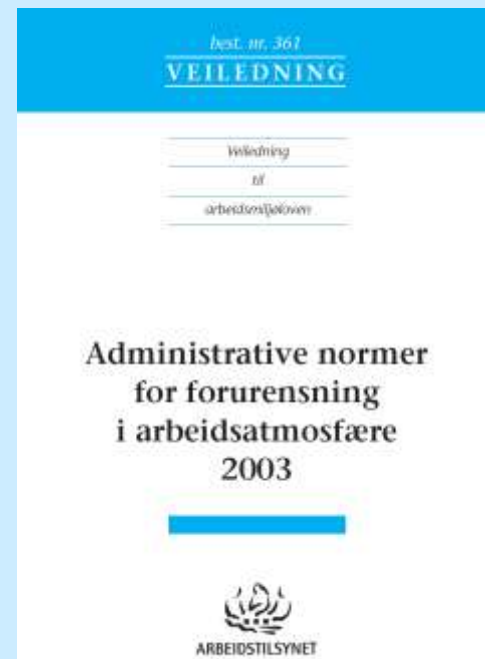 best. nr. 361
VEILEDNING
Veiledning
til
arbeidsmiljøloven
Administrative normer
for forurensning
i arbeidsatmosfære
2003
ARBEIDSTILSYNET